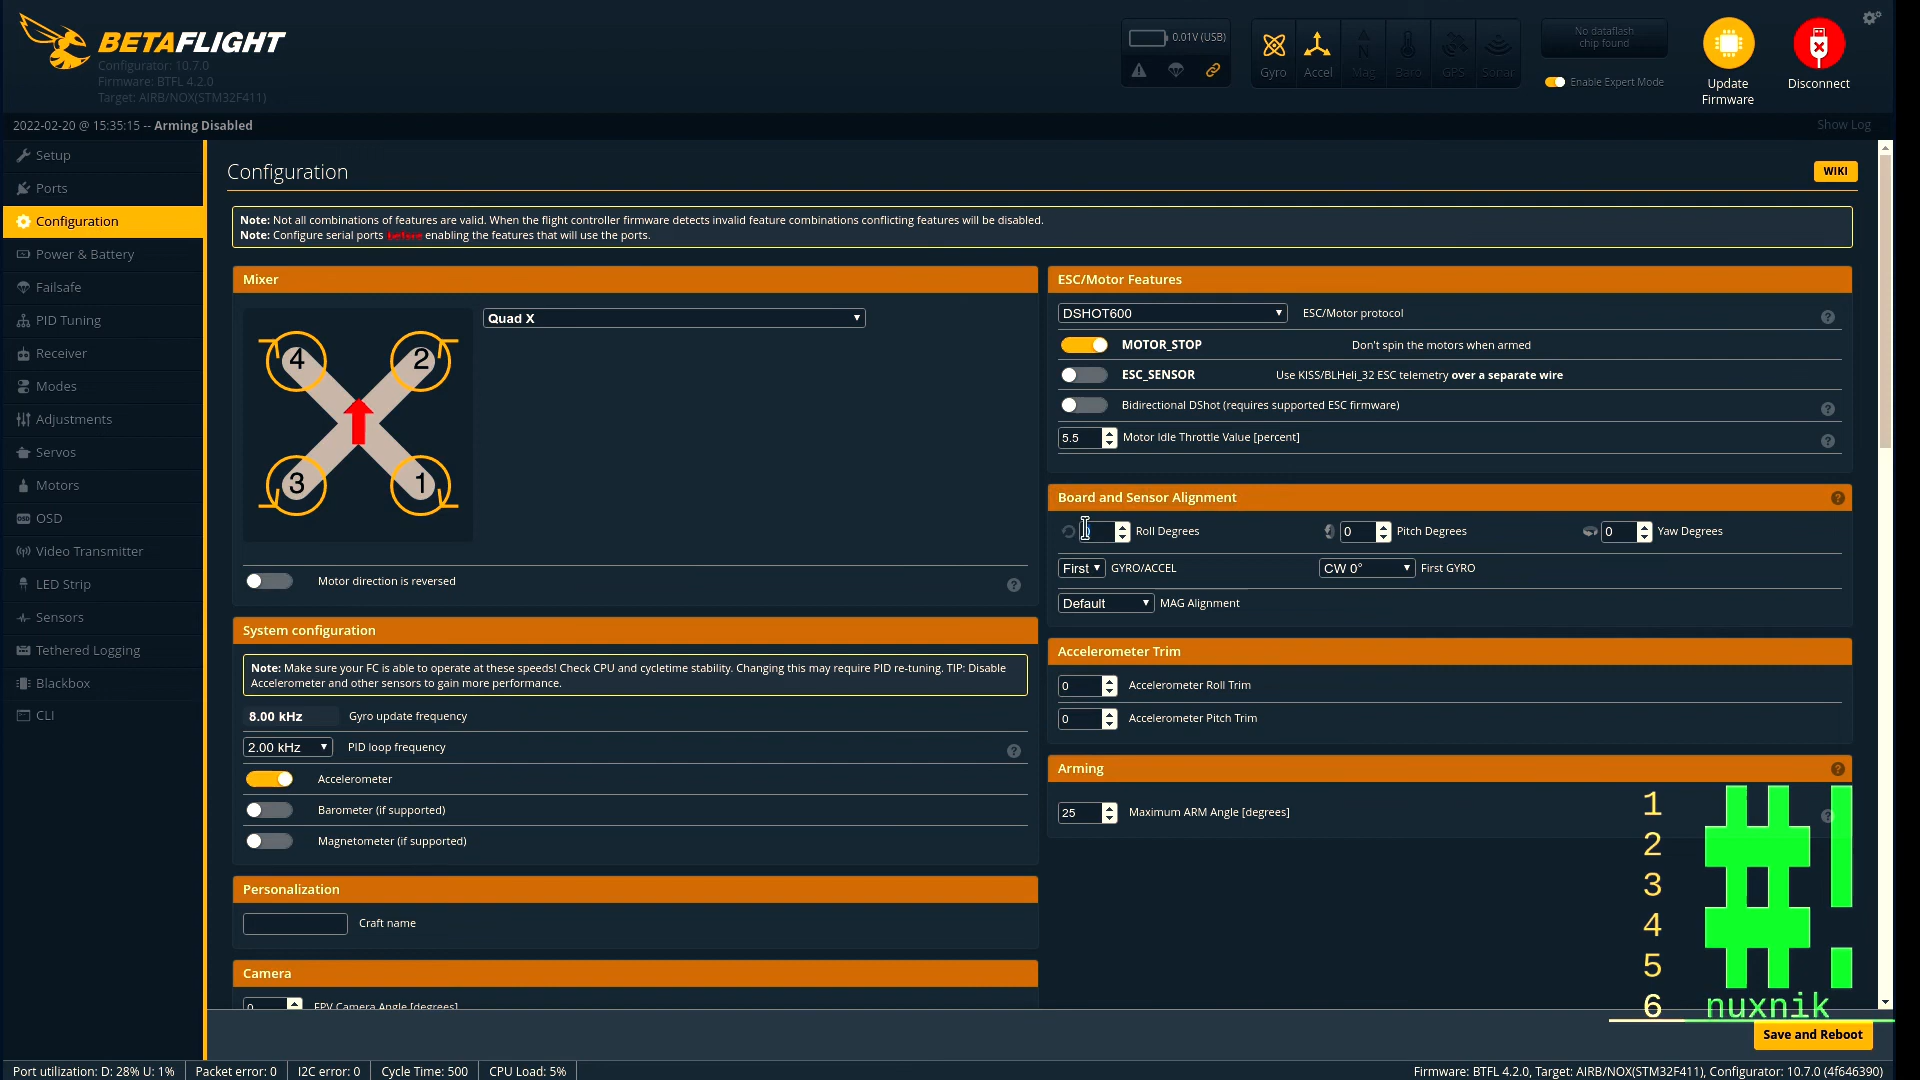 BETAFLIGHT
Configurator: 10.7.0
Firmware: BTFL 4.2.0
Target: AIRB/NOX(STM32F411)
0.01V (USB)
Gyro
Accel
Mag
Baro
GPS
Sonar
No dataflash
chip found
Enable Expert Mode
Update
Firmware
Disconnect
2022-02-20 @ 15:35:15 -- Arming Disabled
Show Log
Setup
Ports
Configuration
Power & Battery
Failsafe
PID Tuning
Receiver
Modes
Adjustments
Servos
Motors
OSD
Video Transmitter
LED Strip
Sensors
Tethered Logging
Blackbox
CLI
Configuration
WIKI
Note: Not all combinations of features are valid. When the flight controller firmware detects invalid feature combinations conflicting features will be disabled.
Note: Configure serial ports before enabling the features that will use the ports.
Mixer
Quad X
4
2
3
1
Motor direction is reversed
System configuration
Note: Make sure your FC is able to operate at these speeds! Check CPU and cycletime stability. Changing this may require PID re-tuning. TIP: Disable
Accelerometer and other sensors to gain more performance.
8.00 kHz Gyro update frequency
2.00 kHz PID loop frequency
Accelerometer
Barometer (if supported)
Magnetometer (if supported)
Personalization
Craft name
Camera
0 FPV Camera Angle [degrees]
ESC/Motor Features
DSHOT600 ESC/Motor protocol
MOTOR_STOP Don't spin the motors when armed
ESC_SENSOR Use KISS/BLHeli_32 ESC telemetry over a separate wire
Bidirectional DShot (requires supported ESC firmware)
5.5 Motor Idle Throttle Value [percent]
Board and Sensor Alignment
Roll Degrees 0 Pitch Degrees 0 Yaw Degrees
First GYRO/ACCEL CW 0° First GYRO
Default MAG Alignment
Accelerometer Trim
0 Accelerometer Roll Trim
0 Accelerometer Pitch Trim
Arming
25 Maximum ARM Angle [degrees]
1
2
3
4
5
6
#!
nuxnik
Save and Reboot
Port utilization: D: 28% U: 1% Packet error: 0 I2C error: 0 Cycle Time: 500 CPU Load: 5% Firmware: BTFL 4.2.0, Target: AIRB/NOX(STM32F411), Configurator: 10.7.0 (4f646390)